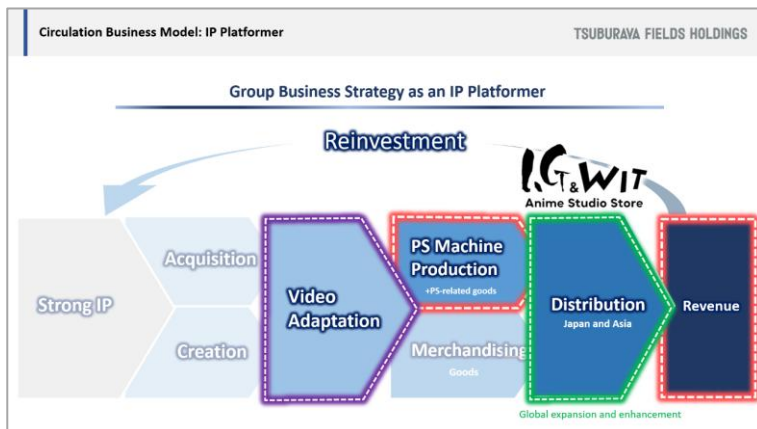 Circulation Business Model: IP Platformer
TSUBURAYA FIELDS HOLDINGS
Group Business Strategy as an IP Platformer
Reinvestment
I.G & WIT
Anime Studio Store
Acquisition
PS Machine
Production
+PS-related goods
Strong IP
Video
Adaptation
Distribution
Japan and Asia
Revenue
Creation
Merchandising
Goods
Global expansion and enhancement